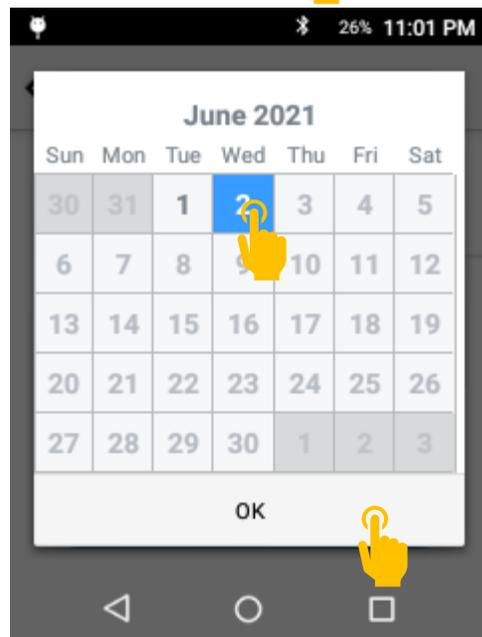 26% 11:01 PM
June 2021
Sun Mon Tue Wed Thu Fri Sat
30 31 1 2 3 4 5
6 7 8 9 10 11 12
13 14 15 16 17 18 19
20 21 22 23 24 25 26
27 28 29 30 1 2 3
OK